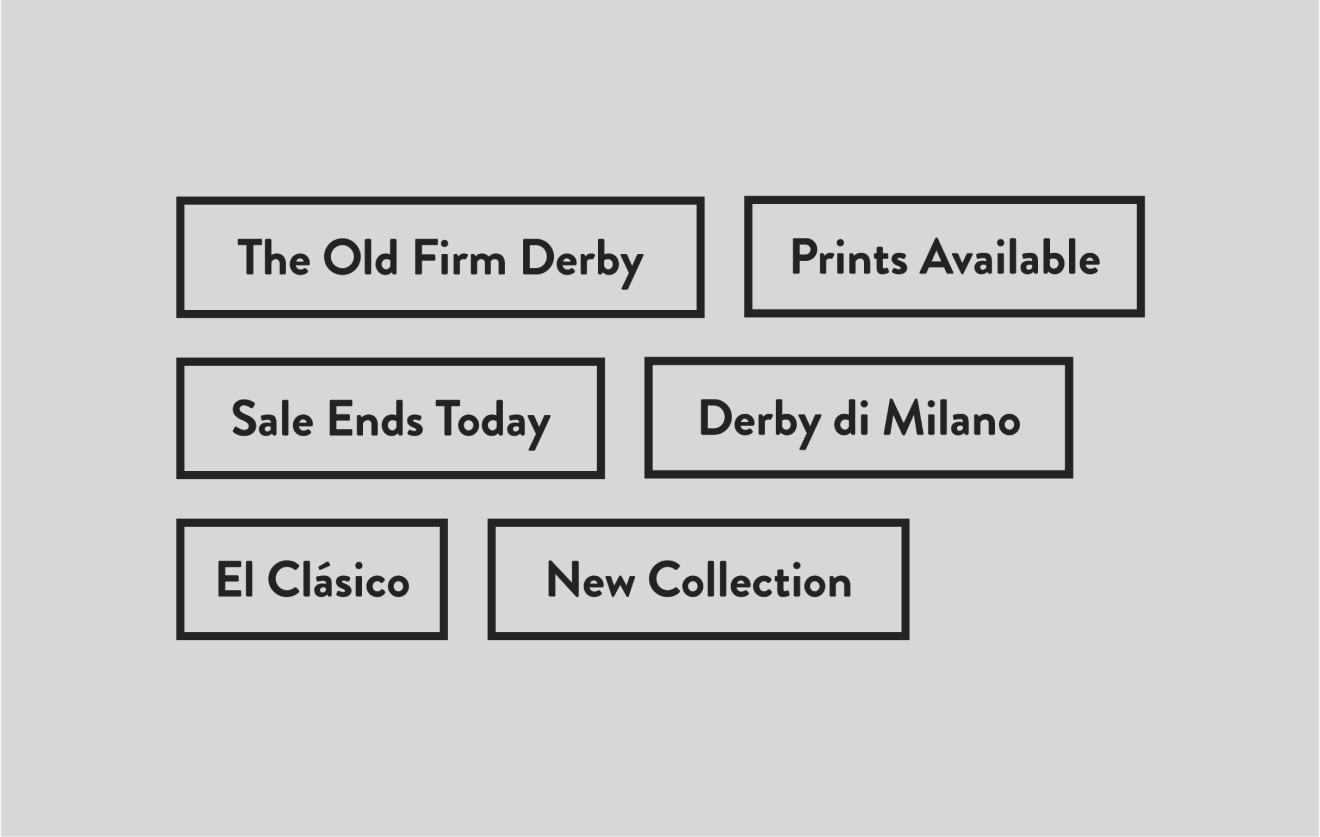 The Old Firm Derby
Prints Available
Sale Ends Today
Derby di Milano
El Clásico
New Collection